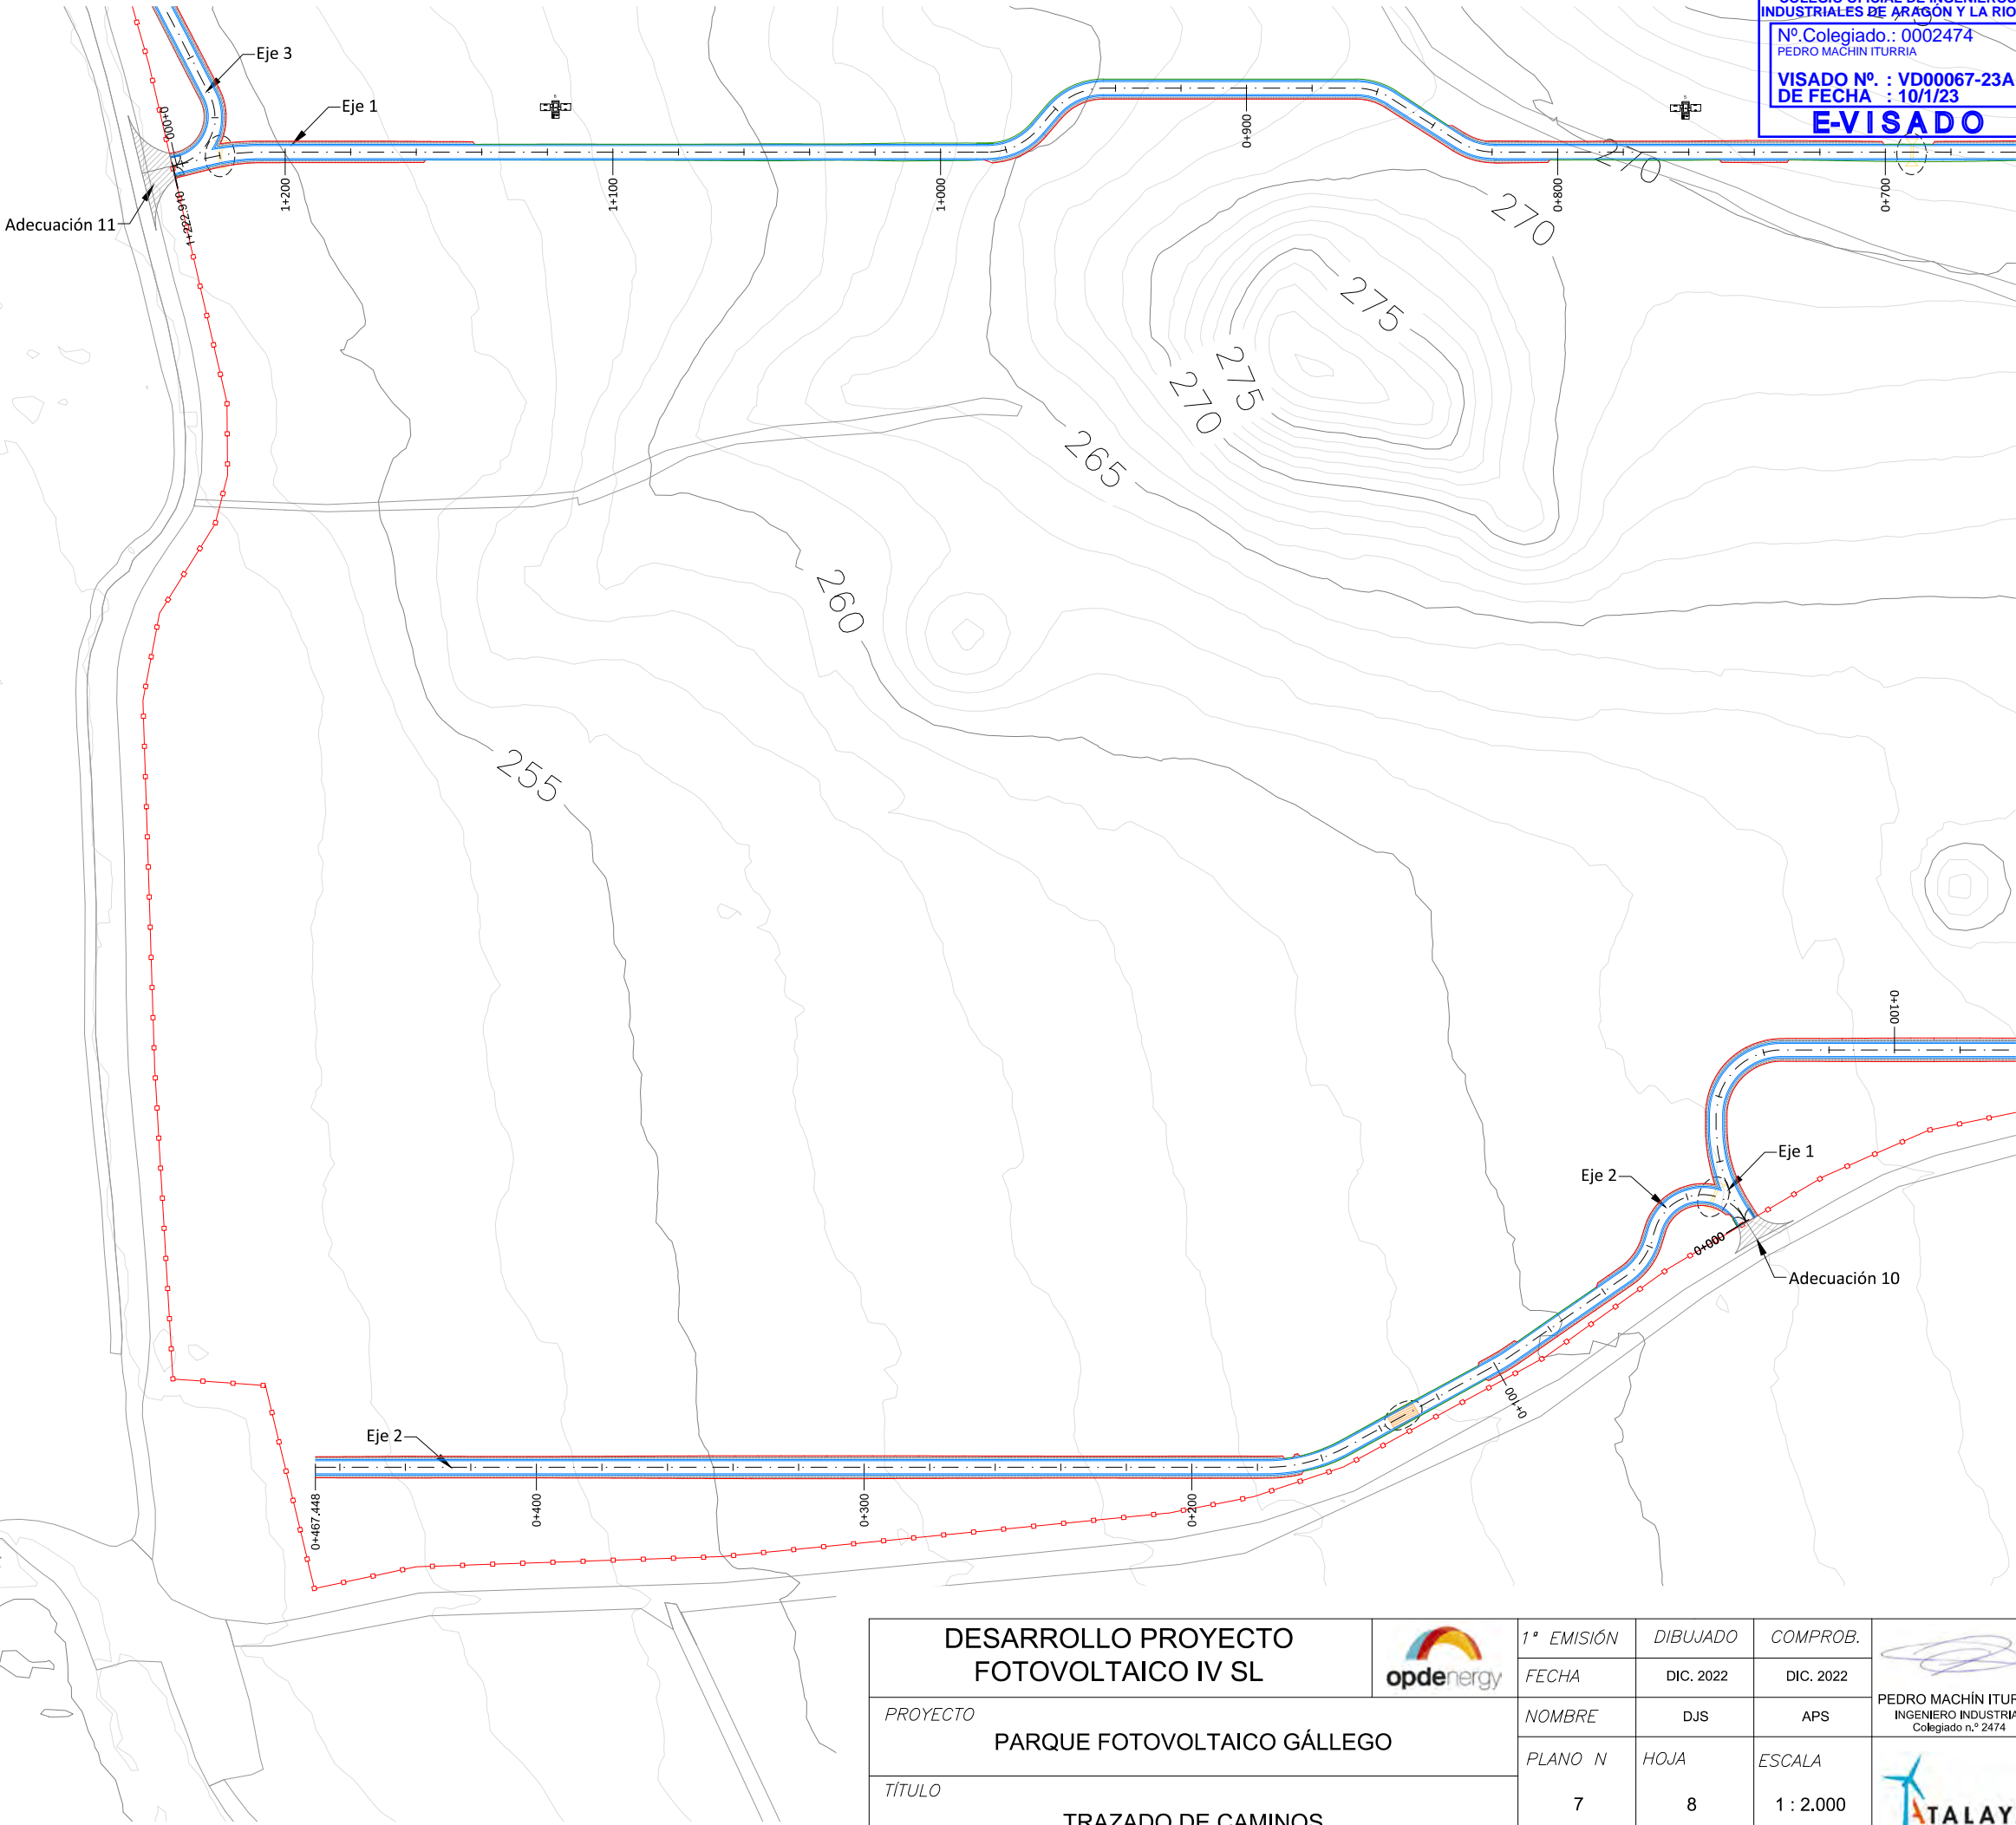 COLEGIO OFICIAL DE INGENIEROS
INDUSTRIALES DE ARAGÓN Y LA RIO
Nº.Colegiado.: 0002474
PEDRO MACHIN ITURRIA
VISADO Nº. : VD00067-23A
DE FECHA : 10/1/23
E-VISADO
Eje 3
Eje 1
0+000
Adecuación 11
1+222.910
1+200
1+100
1+000
0+900
0+800
0+700
270
270
275
275
270
265
260
255
0+100
Eje 1
Eje 2
0+000
Adecuación 10
0+100
Eje 2
0+467.448
0+400
0+300
0+200
DESARROLLO PROYECTO
FOTOVOLTAICO IV SL
opdenergy
PROYECTO
PARQUE FOTOVOLTAICO GÁLLEGO
TÍTULO
TRAZADO DE CAMINOS
1ª EMISIÓN
DIBUJADO
COMPROB.
FECHA
DIC. 2022
DIC. 2022
NOMBRE
DJS
APS
PLANO N
HOJA
ESCALA
7
8
1 : 2.000
PEDRO MACHÍN ITUR
INGENIERO INDUSTRIA
Colegiado n.º 2474
ATALAY